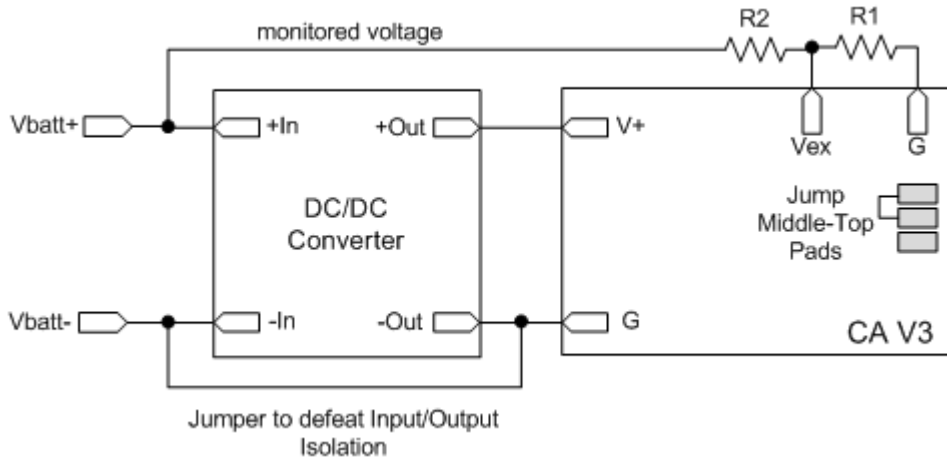 R2
R1
monitored voltage
Vbatt+
+In
+Out
V+
Vex
G
DC/DC
Converter
Jump
Middle-Top
Pads
Vbatt-
-In
-Out
G
CA V3
Jumper to defeat Input/Output
Isolation